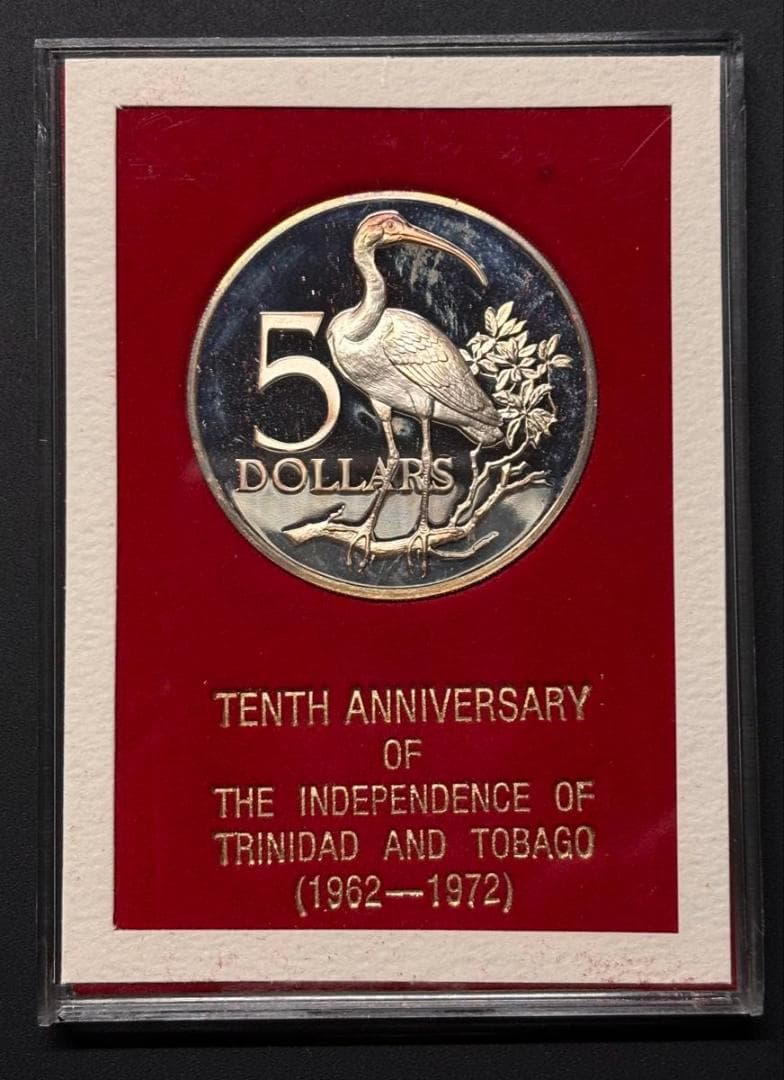 5
DOLLARS
TENTH ANNIVERSARY
OF
THE INDEPENDENCE OF
TRINIDAD AND TOBAGO
(1962—1972)